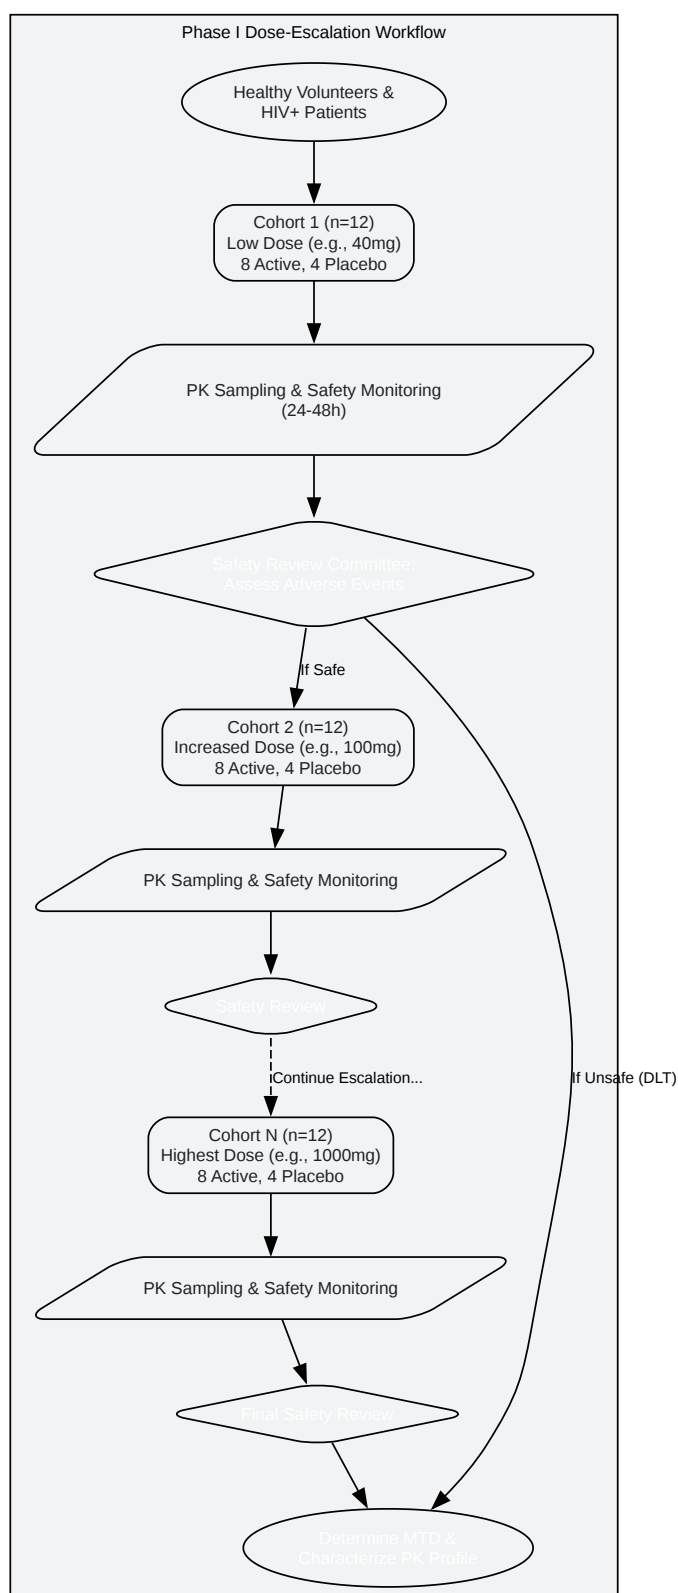 Phase I Dose-Escalation Workflow
Healthy Volunteers &
HIV+ Patients
Cohort 1 (n=12)
Low Dose (e.g., 40mg)
8 Active, 4 Placebo
PK Sampling & Safety Monitoring
(24-48h)
Safety Review Committee:
Assess Adverse Events
If Safe
Cohort 2 (n=12)
Increased Dose (e.g., 100mg)
8 Active, 4 Placebo
PK Sampling & Safety Monitoring
Safety Review
Continue Escalation...
If Unsafe (DLT)
Cohort N (n=12)
Highest Dose (e.g., 1000mg)
8 Active, 4 Placebo
PK Sampling & Safety Monitoring
Final Safety Review
Determine MTD &
Characterize PK Profile